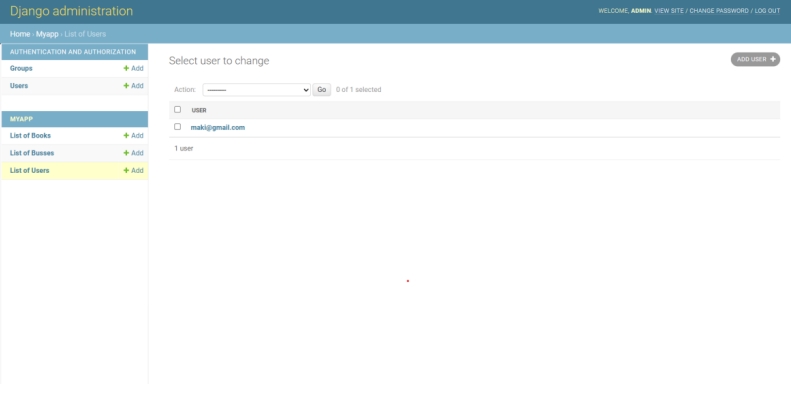 Django administration
WELCOME, ADMIN. VIEW SITE / CHANGE PASSWORD / LOG OUT
Home › Myapp › List of Users
AUTHENTICATION AND AUTHORIZATION
Groups + Add
Users + Add
MYAPP
List of Books + Add
List of Busses + Add
List of Users + Add
Select user to change
ADD USER +
Action: --------- Go 0 of 1 selected
USER
maki@gmail.com
1 user